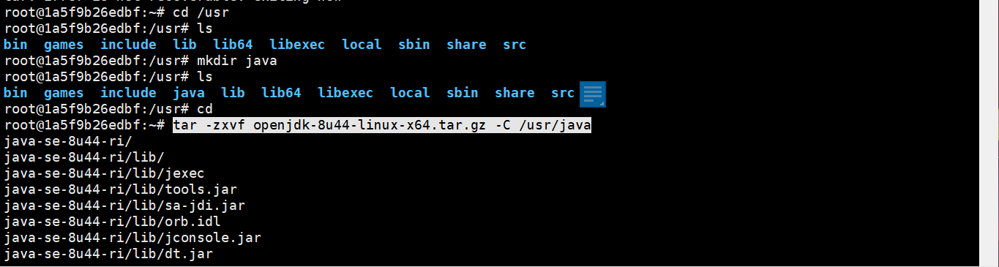 root@1a5f9b26edbf:~# cd /usr
root@1a5f9b26edbf:/usr# ls
bin games include lib lib64 libexec local sbin share src
root@1a5f9b26edbf:/usr# mkdir java
root@1a5f9b26edbf:/usr# ls
bin games include java lib lib64 libexec local sbin share src
root@1a5f9b26edbf:/usr# cd
root@1a5f9b26edbf:~# tar -zxvf openjdk-8u44-linux-x64.tar.gz -C /usr/java
java-se-8u44-ri/
java-se-8u44-ri/lib/
java-se-8u44-ri/lib/jexec
java-se-8u44-ri/lib/tools.jar
java-se-8u44-ri/lib/sa-jdi.jar
java-se-8u44-ri/lib/orb.idl
java-se-8u44-ri/lib/jconsole.jar
java-se-8u44-ri/lib/dt.jar